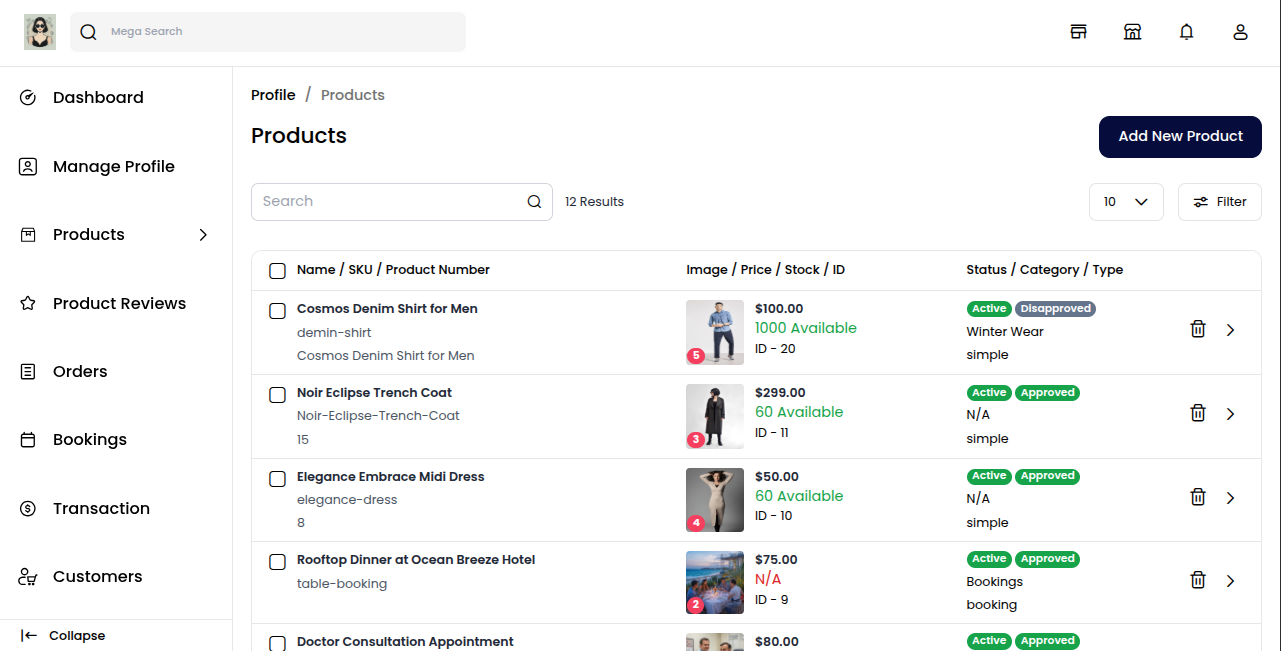 Mega Search
Dashboard
Manage Profile
Products
Product Reviews
Orders
Bookings
Transaction
Customers
Collapse
Profile / Products
Products
Add New Product
Search
12 Results
10
Filter
Name / SKU / Product Number
Image / Price / Stock / ID
Status / Category / Type
Cosmos Denim Shirt for Men
demin-shirt
Cosmos Denim Shirt for Men
5
$100.00
1000 Available
ID - 20
Active Disapproved
Winter Wear
simple
Noir Eclipse Trench Coat
Noir-Eclipse-Trench-Coat
15
3
$299.00
60 Available
ID - 11
Active Approved
N/A
simple
Elegance Embrace Midi Dress
elegance-dress
8
4
$50.00
60 Available
ID - 10
Active Approved
N/A
simple
Rooftop Dinner at Ocean Breeze Hotel
table-booking
2
$75.00
N/A
ID - 9
Active Approved
Bookings
booking
Doctor Consultation Appointment
$80.00
Active Approved